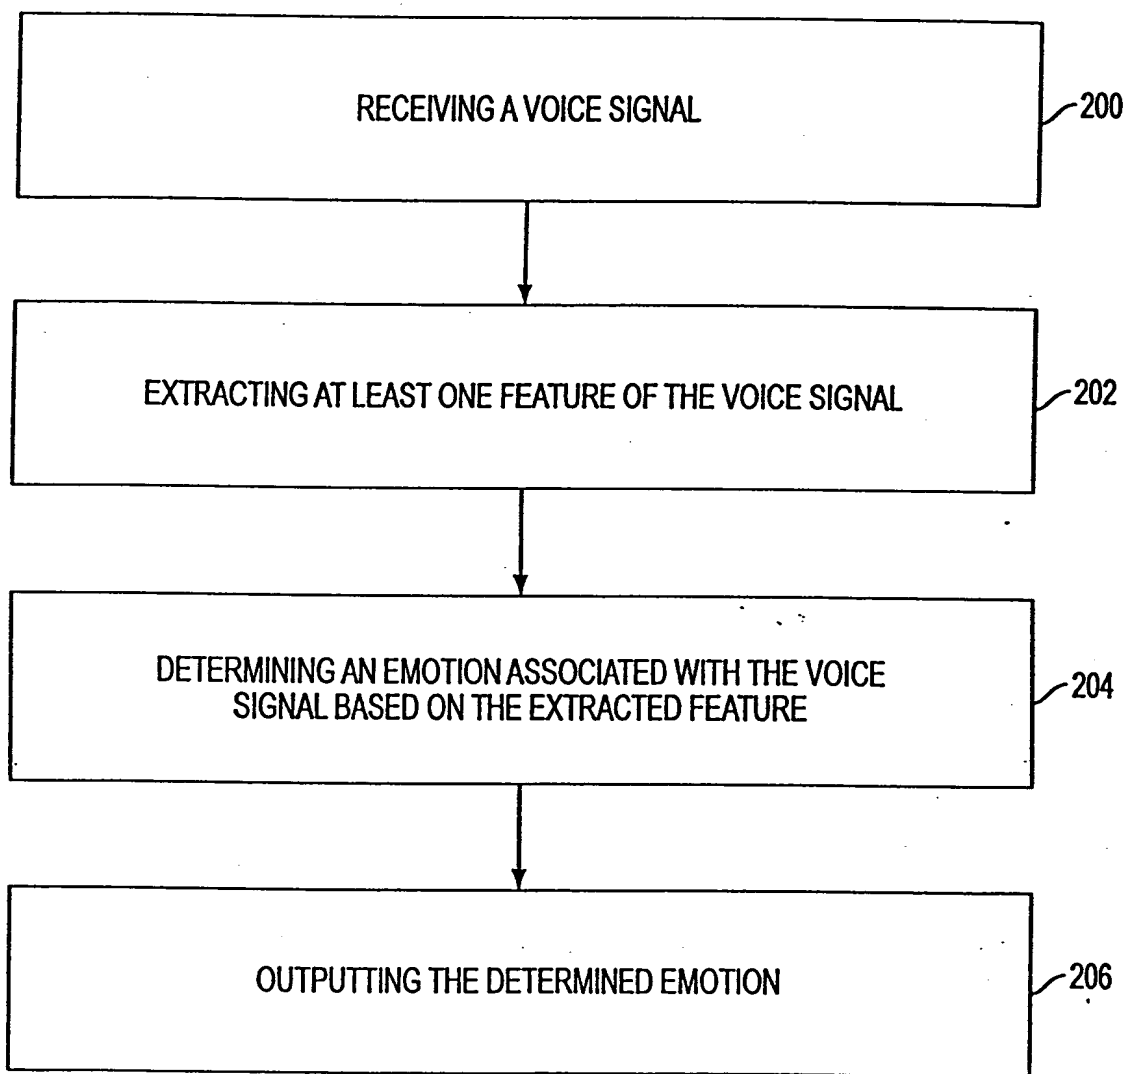 RECEIVING A VOICE SIGNAL
200
EXTRACTING AT LEAST ONE FEATURE OF THE VOICE SIGNAL
202
DETERMINING AN EMOTION ASSOCIATED WITH THE VOICE
SIGNAL BASED ON THE EXTRACTED FEATURE
204
OUTPUTTING THE DETERMINED EMOTION
206